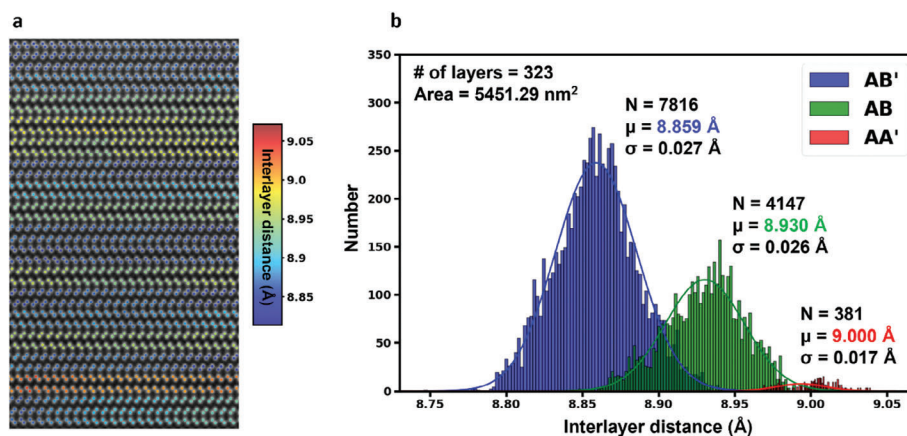 a
9.05
9.0
8.95
8.9
8.85
Interlayer distance (Å)
b
350
300
250
200
150
100
50
0
Number
# of layers = 323
Area = 5451.29 nm²
N = 7816
μ = 8.859 Å
σ = 0.027 Å
N = 4147
μ = 8.930 Å
σ = 0.026 Å
N = 381
μ = 9.000 Å
σ = 0.017 Å
AB'
AB
AA'
8.75 8.80 8.85 8.90 8.95 9.00 9.05
Interlayer distance (Å)